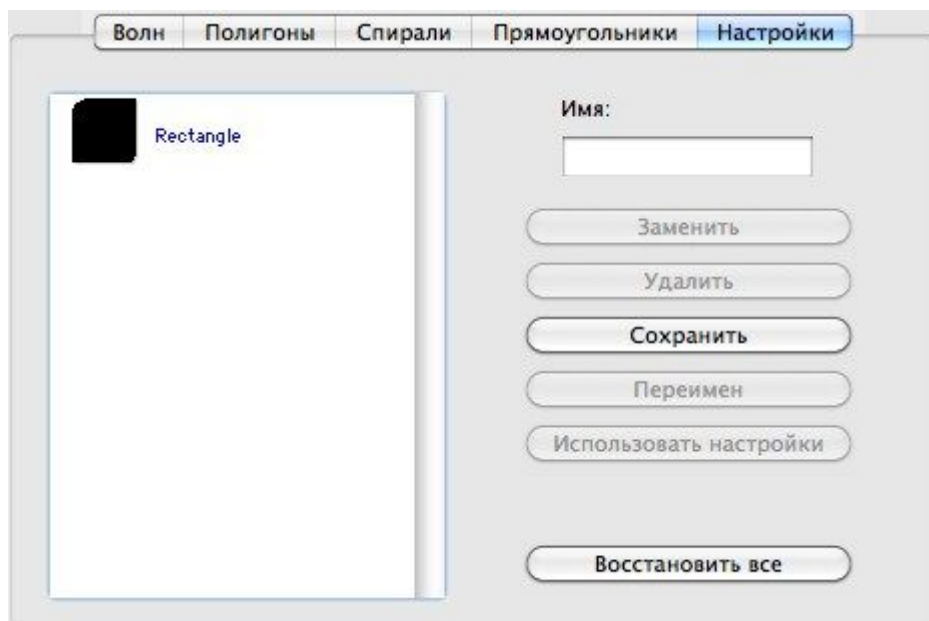 Волн Полигоны Спирали Прямоугольники Настройки
Rectangle
Имя:
Заменить
Удалить
Сохранить
Переимен
Использовать настройки
Восстановить все